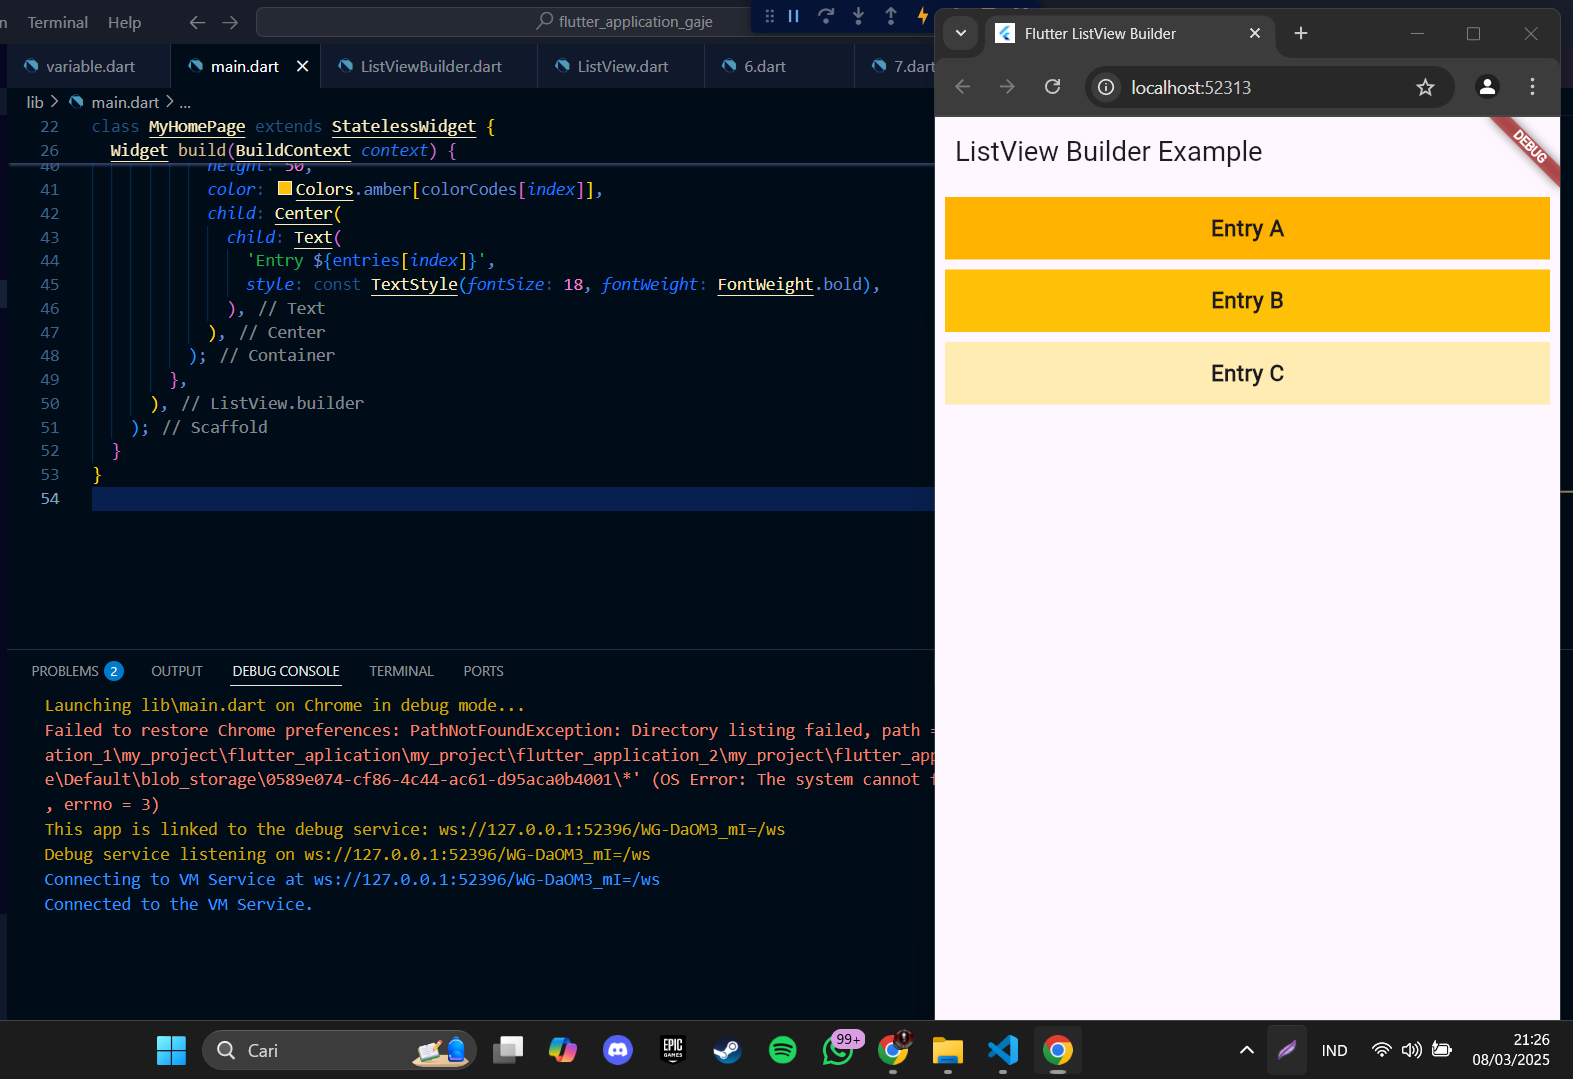 Terminal Help
flutter_application_gaje
variable.dart main.dart ListViewBuilder.dart ListView.dart 6.dart 7.dart
lib > main.dart > ...
22 class MyHomePage extends StatelessWidget {
26 Widget build(BuildContext context) {
40 height: 50,
41 color: Colors.amber[colorCodes[index]],
42 child: Center(
43 child: Text(
44 'Entry ${entries[index]}',
45 style: const TextStyle(fontSize: 18, fontWeight: FontWeight.bold),
46 ), // Text
47 ), // Center
48 ); // Container
49 },
50 ), // ListView.builder
51 ); // Scaffold
52 }
53 }
54
PROBLEMS 2 OUTPUT DEBUG CONSOLE TERMINAL PORTS
Launching lib\main.dart on Chrome in debug mode...
Failed to restore Chrome preferences: PathNotFoundException: Directory listing failed, path =
ation_1\my_project\flutter_aplication\my_project\flutter_application_2\my_project\flutter_app
e\Default\blob_storage\0589e074-cf86-4c44-ac61-d95aca0b4001\*' (OS Error: The system cannot f
, errno = 3)
This app is linked to the debug service: ws://127.0.0.1:52396/WG-DaOM3_mI=/ws
Debug service listening on ws://127.0.0.1:52396/WG-DaOM3_mI=/ws
Connecting to VM Service at ws://127.0.0.1:52396/WG-DaOM3_mI=/ws
Connected to the VM Service.
Flutter ListView Builder
localhost:52313
ListView Builder Example
DEBUG
Entry A
Entry B
Entry C
Cari
EPIC GAMES
99+
IND
21:26
08/03/2025